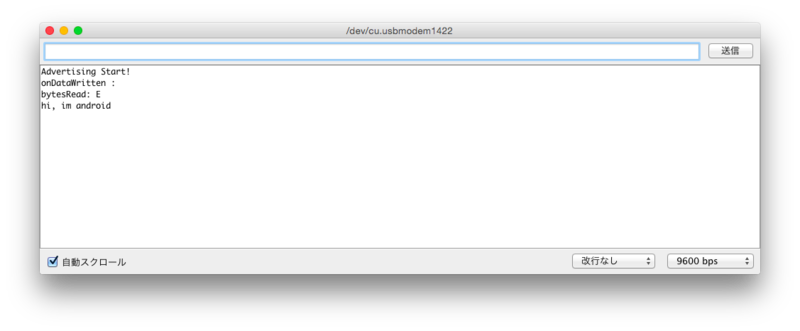 /dev/cu.usbmodem1422
送信
Advertising Start!
onDataWritten :
bytesRead: E
hi, im android
自動スクロール
改行なし
9600 bps